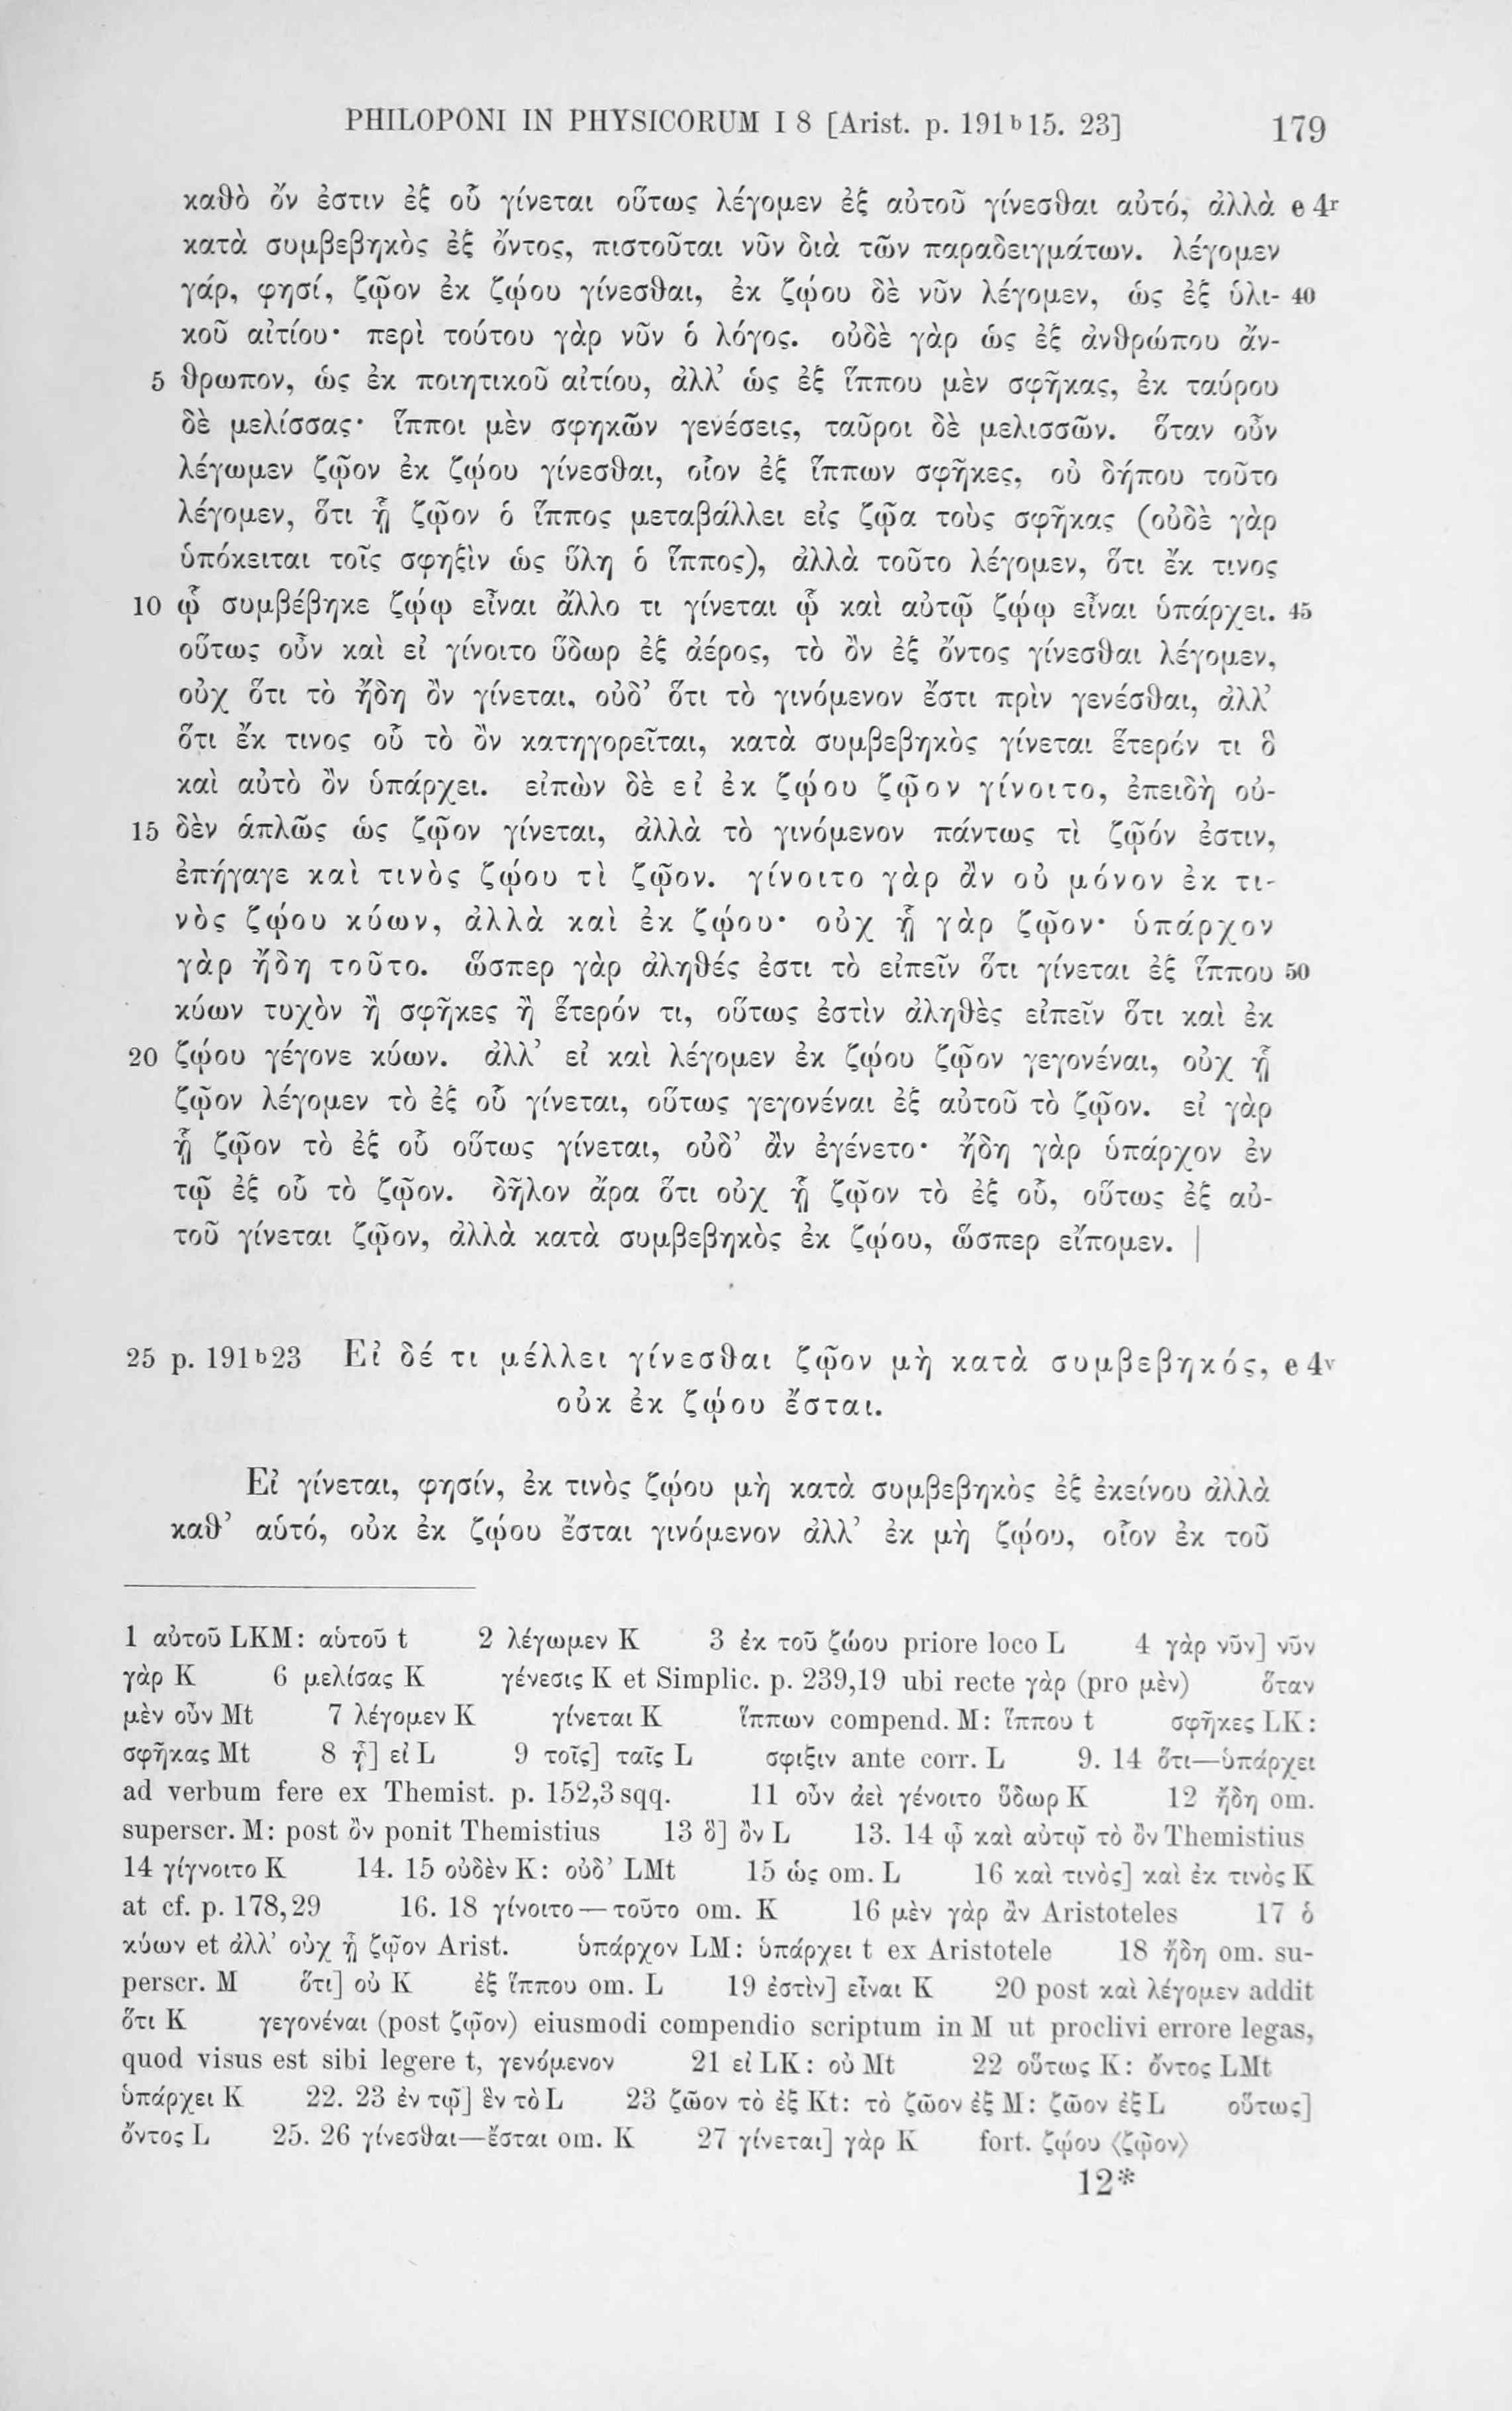 PHILOPONI IN PHYSICORUM I 8 [Arist. p. 191ᵇ15. 23] 179
καθὸ ὄν ἐστιν ἐξ οὗ γίνεται οὕτως λέγομεν ἐξ αὐτοῦ γίνεσθαι αὐτό, ἀλλὰ e 4ʳ
κατὰ συμβεβηκὸς ἐξ ὄντος, πιστοῦται νῦν διὰ τῶν παραδειγμάτων. λέγομεν
γάρ, φησί, ζῷον ἐκ ζῴου γίνεσθαι, ἐκ ζῴου δὲ νῦν λέγομεν, ὡς ἐξ ὑλι- 40
κοῦ αἰτίου· περὶ τούτου γὰρ νῦν ὁ λόγος. οὐδὲ γὰρ ὡς ἐξ ἀνθρώπου ἄν-
5 θρωπον, ὡς ἐκ ποιητικοῦ αἰτίου, ἀλλ’ ὡς ἐξ ἵππου μὲν σφῆκας, ἐκ ταύρου
δὲ μελίσσας· ἵπποι μὲν σφηκῶν γενέσεις, ταῦροι δὲ μελισσῶν. ὅταν οὖν
λέγωμεν ζῷον ἐκ ζῴου γίνεσθαι, οἷον ἐξ ἵππων σφῆκες, οὐ δήπου τοῦτο
λέγομεν, ὅτι ᾗ ζῷον ὁ ἵππος μεταβάλλει εἰς ζῷα τοὺς σφῆκας (οὐδὲ γὰρ
ὑπόκειται τοῖς σφηξὶν ὡς ὕλη ὁ ἵππος), ἀλλὰ τοῦτο λέγομεν, ὅτι ἔκ τινος
10 ᾧ συμβέβηκε ζῴῳ εἶναι ἄλλο τι γίνεται ᾧ καὶ αὐτῷ ζῴῳ εἶναι ὑπάρχει. 45
οὕτως οὖν καὶ εἰ γίνοιτο ὕδωρ ἐξ ἀέρος, τὸ ὂν ἐξ ὄντος γίνεσθαι λέγομεν,
οὐχ ὅτι τὸ ἤδη ὂν γίνεται, οὐδ’ ὅτι τὸ γινόμενον ἔστι πρὶν γενέσθαι, ἀλλ’
ὅτι ἔκ τινος οὗ τὸ ὂν κατηγορεῖται, κατὰ συμβεβηκὸς γίνεται ἕτερόν τι ὃ
καὶ αὐτὸ ὂν ὑπάρχει. εἰπὼν δὲ εἰ ἐκ ζῴου ζῷον γίνοιτο, ἐπειδὴ οὐ-
15 δὲν ἁπλῶς ὡς ζῷον γίνεται, ἀλλὰ τὸ γινόμενον πάντως τὶ ζῷόν ἐστιν,
ἐπήγαγε καὶ τινὸς ζῴου τὶ ζῷον. γίνοιτο γὰρ ἂν οὐ μόνον ἐκ τι-
νὸς ζῴου κύων, ἀλλὰ καὶ ἐκ ζῴου· οὐχ ᾗ γὰρ ζῷον· ὑπάρχον
γὰρ ἤδη τοῦτο. ὥσπερ γὰρ ἀληθές ἐστι τὸ εἰπεῖν ὅτι γίνεται ἐξ ἵππου 50
κύων τυχὸν ἢ σφῆκες ἢ ἕτερόν τι, οὕτως ἐστὶν ἀληθὲς εἰπεῖν ὅτι καὶ ἐκ
20 ζῴου γέγονε κύων. ἀλλ’ εἰ καὶ λέγομεν ἐκ ζῴου ζῷον γεγονέναι, οὐχ ᾗ
ζῷον λέγομεν τὸ ἐξ οὗ γίνεται, οὕτως γεγονέναι ἐξ αὐτοῦ τὸ ζῷον. εἰ γὰρ
ᾗ ζῷον τὸ ἐξ οὗ οὕτως γίνεται, οὐδ’ ἂν ἐγένετο· ἤδη γὰρ ὑπάρχον ἐν
τῷ ἐξ οὗ τὸ ζῷον. δῆλον ἄρα ὅτι οὐχ ᾗ ζῷον τὸ ἐξ οὗ, οὕτως ἐξ αὐ-
τοῦ γίνεται ζῷον, ἀλλὰ κατὰ συμβεβηκὸς ἐκ ζῴου, ὥσπερ εἴπομεν. |
25 p. 191ᵇ23 Εἰ δέ τι μέλλει γίνεσθαι ζῷον μὴ κατὰ συμβεβηκός, e 4ᵛ
οὐκ ἐκ ζῴου ἔσται.
Εἰ γίνεται, φησίν, ἐκ τινὸς ζῴου μὴ κατὰ συμβεβηκὸς ἐξ ἐκείνου ἀλλὰ
καθ’ αὑτό, οὐκ ἐκ ζῴου ἔσται γινόμενον ἀλλ’ ἐκ μὴ ζῴου, οἷον ἐκ τοῦ
1 αὐτοῦ LKM: αὑτοῦ t 2 λέγωμεν K 3 ἐκ τοῦ ζώου priore loco L 4 γὰρ νῦν] νῦν
γὰρ K 6 μελίσας K γένεσις K et Simplic. p. 239,19 ubi recte γὰρ (pro μὲν) ὅταν
μὲν οὖν Mt 7 λέγομεν K γίνεται K ἵππων compend. M: ἵππου t σφῆκες LK:
σφῆκας Mt 8 ᾗ] εἰ L 9 τοῖς] ταῖς L σφιξιν ante corr. L 9. 14 ὅτι—ὑπάρχει
ad verbum fere ex Themist. p. 152,3 sqq. 11 οὖν ἀεὶ γένοιτο ὕδωρ K 12 ἤδη om.
superscr. M: post ὂν ponit Themistius 13 ὃ] ὂν L 13. 14 ᾧ καὶ αὐτῷ τὸ ὂν Themistius
14 γίγνοιτο K 14. 15 οὐδὲν K: οὐδ’ LMt 15 ὡς om. L 16 καὶ τινὸς] καὶ ἐκ τινὸς K
at cf. p. 178,29 16. 18 γίνοιτο — τοῦτο om. K 16 μὲν γὰρ ἂν Aristoteles 17 ὁ
κύων et ἀλλ’ οὐχ ᾗ ζῷον Arist. ὑπάρχον LM: ὑπάρχει t ex Aristotele 18 ἤδη om. su-
perscr. M ὅτι] οὐ K ἐξ ἵππου om. L 19 ἐστὶν] εἶναι K 20 post καὶ λέγομεν addit
ὅτι K γεγονέναι (post ζῷον) eiusmodi compendio scriptum in M ut proclivi errore legas,
quod visus est sibi legere t, γενόμενον 21 εἰ LK: οὐ Mt 22 οὕτως K: ὄντος LMt
ὑπάρχει K 22. 23 ἐν τῷ] ἓν τὸ L 23 ζῶον τὸ ἐξ Kt: τὸ ζῶον ἐξ M: ζῶον ἐξ L οὕτως]
ὄντος L 25. 26 γίνεσθαι—ἔσται om. K 27 γίνεται] γὰρ K fort. ζῴου ⟨ζῷον⟩
12*